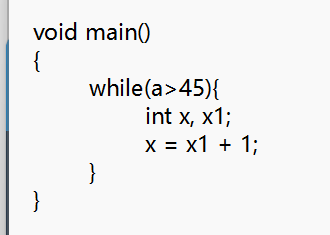 void main()
{
while(a>45){
int x, x1;
x = x1 + 1;
}
}